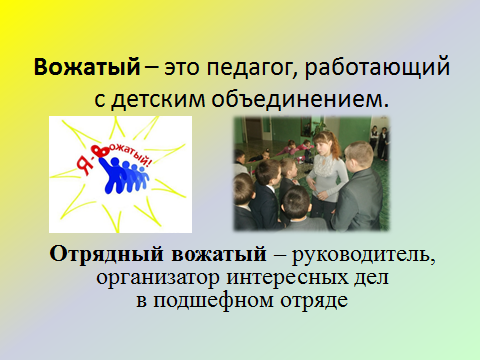 Вожатый – это педагог, работающий
с детским объединением.
Я-Вожатый!
Отрядный вожатый – руководитель,
организатор интересных дел
в подшефном отряде